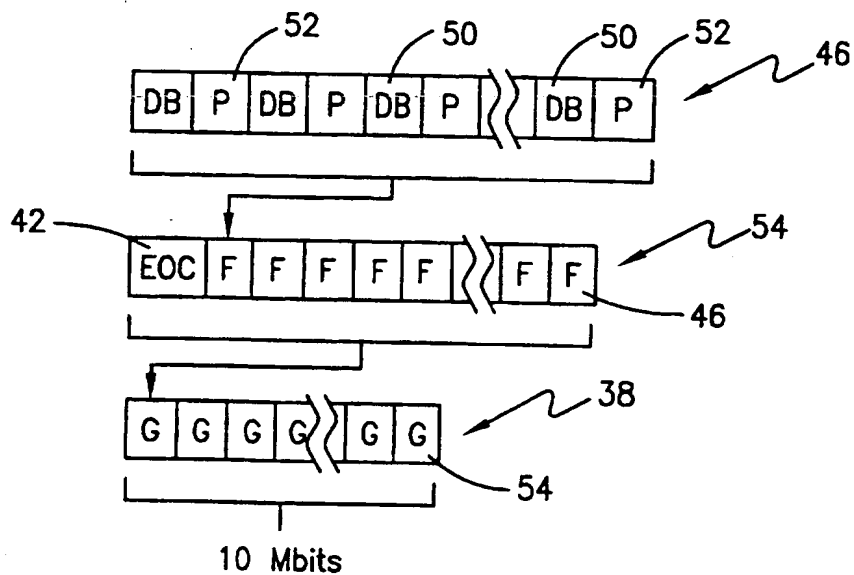 52 50 50 52
46
DB P DB P DB P DB P
42 54
EOC F F F F F F F
46
38
G G G G G G
54
10 Mbits